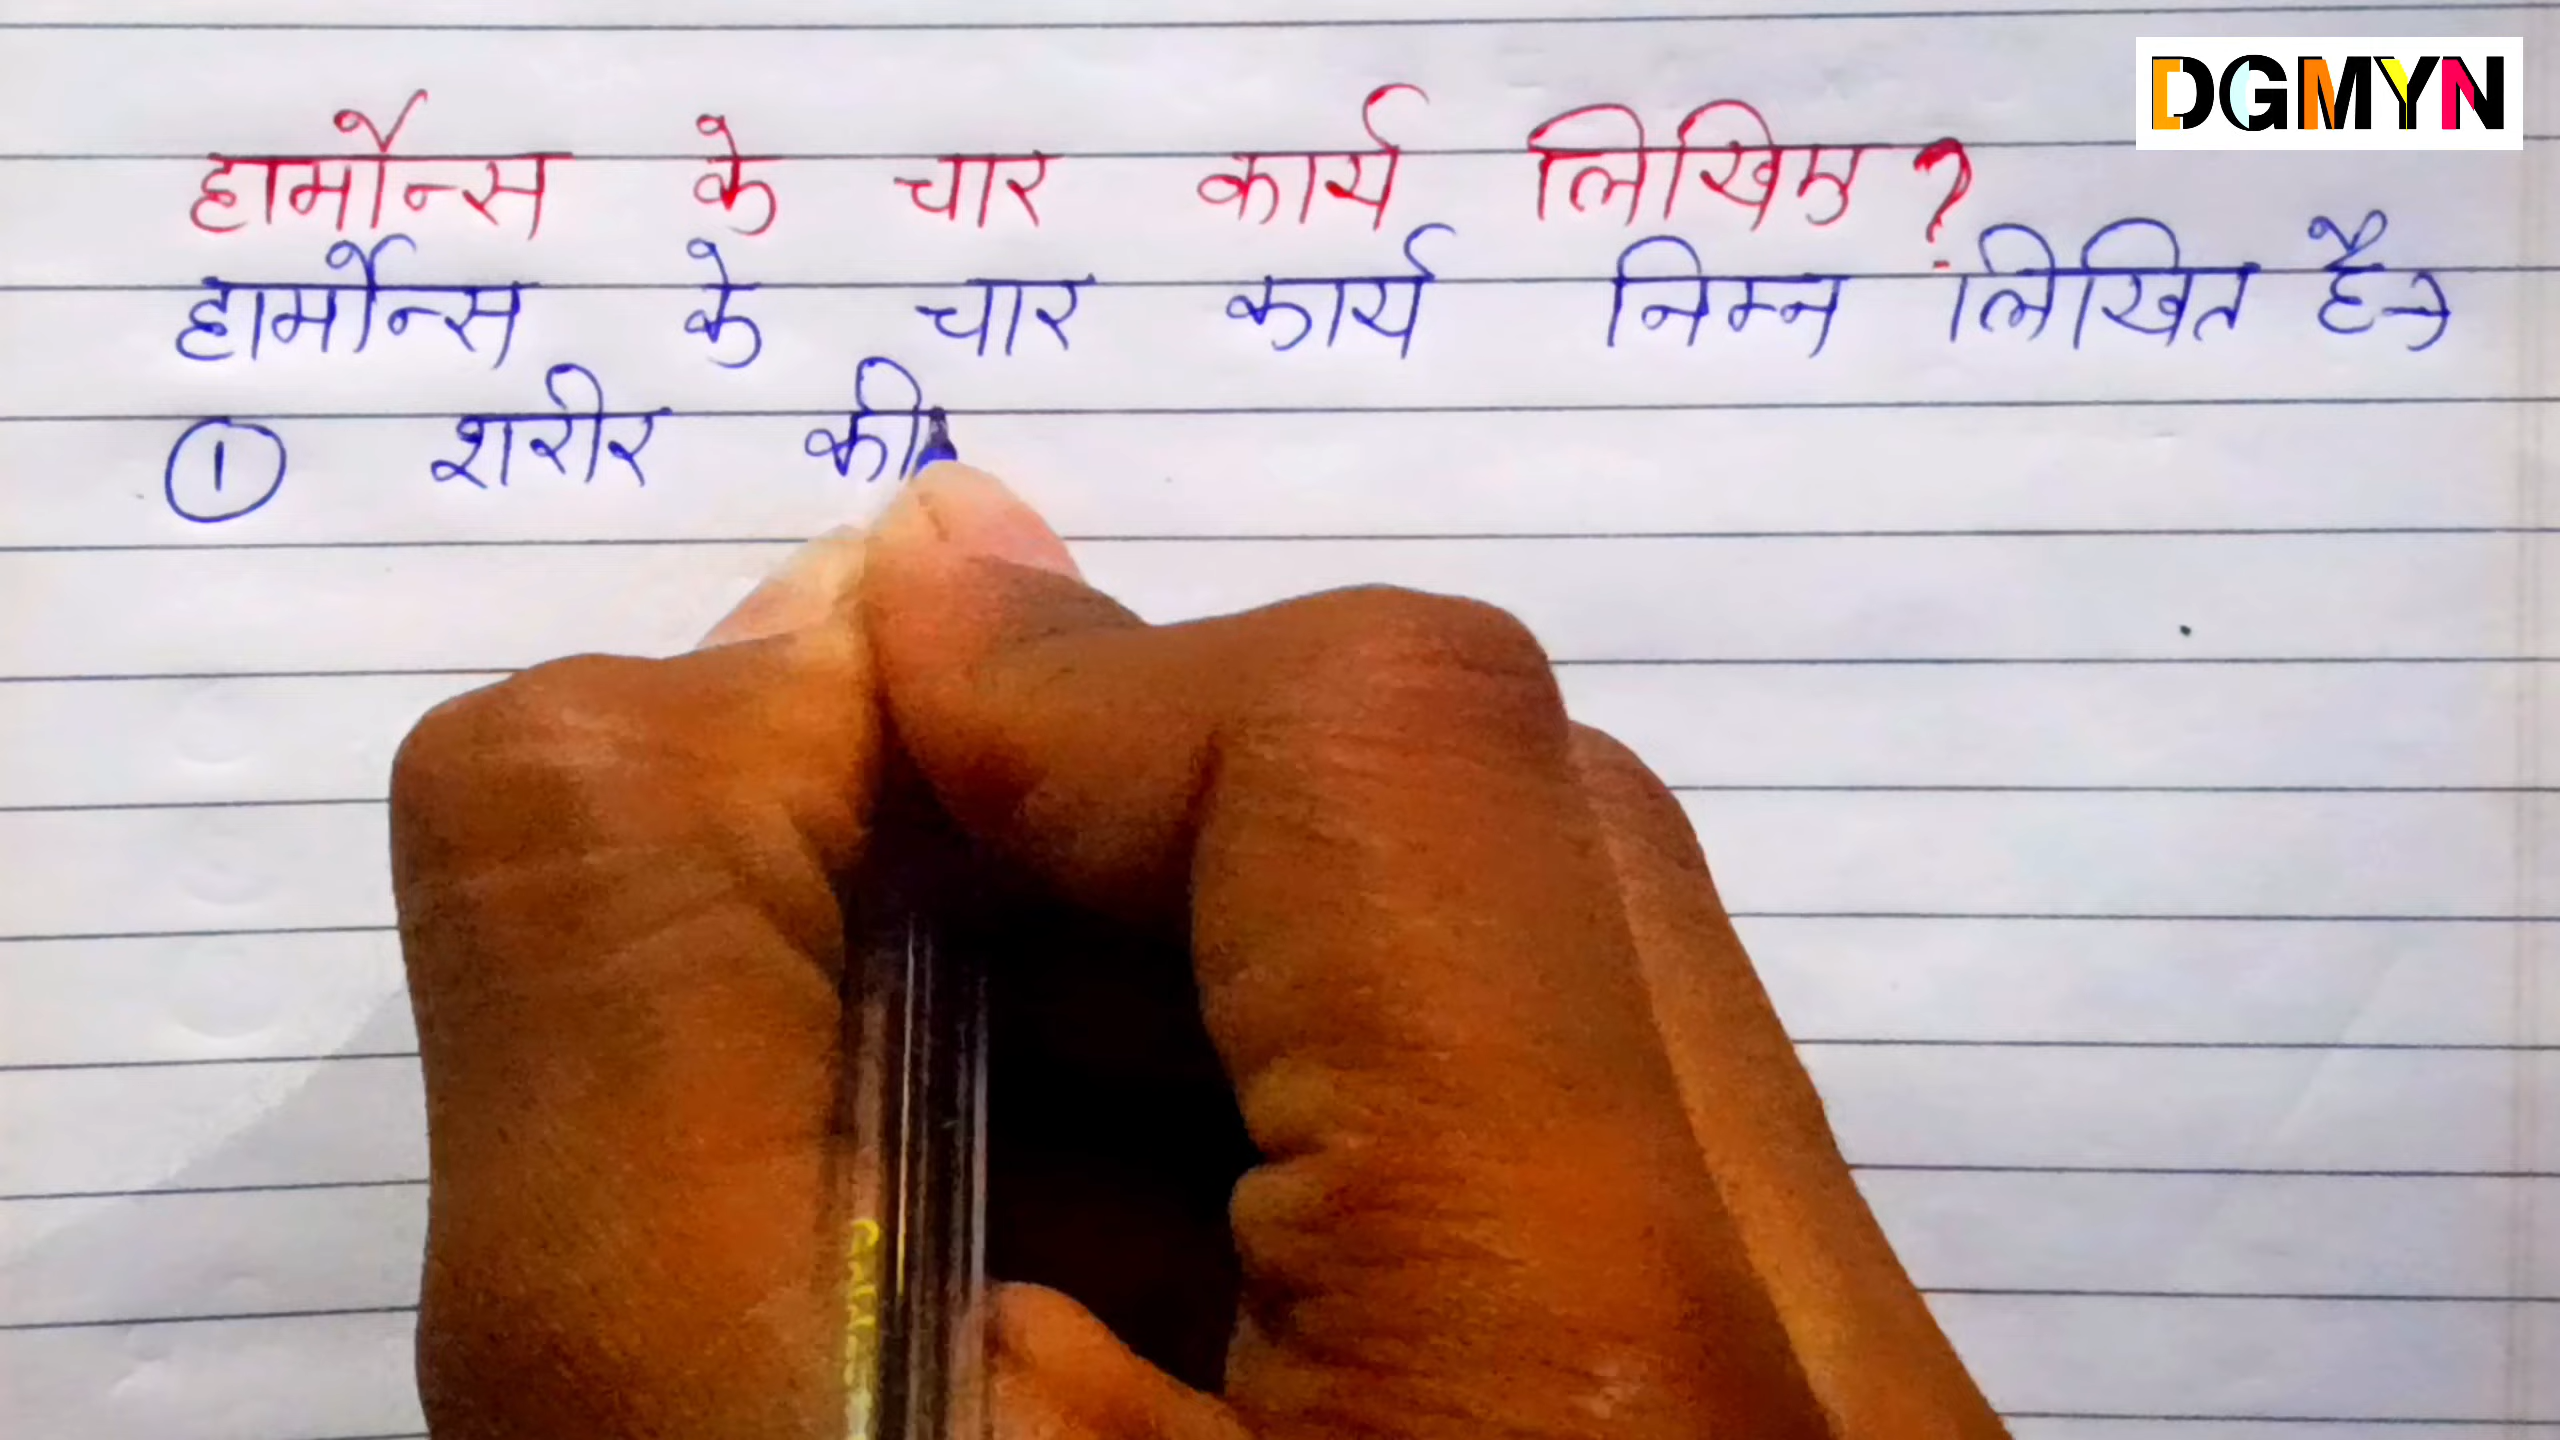 हार्मोन्स के चार कार्य लिखिए?
हार्मोन्स के चार कार्य निम्न लिखित है→
① शरीर की
DGMYN